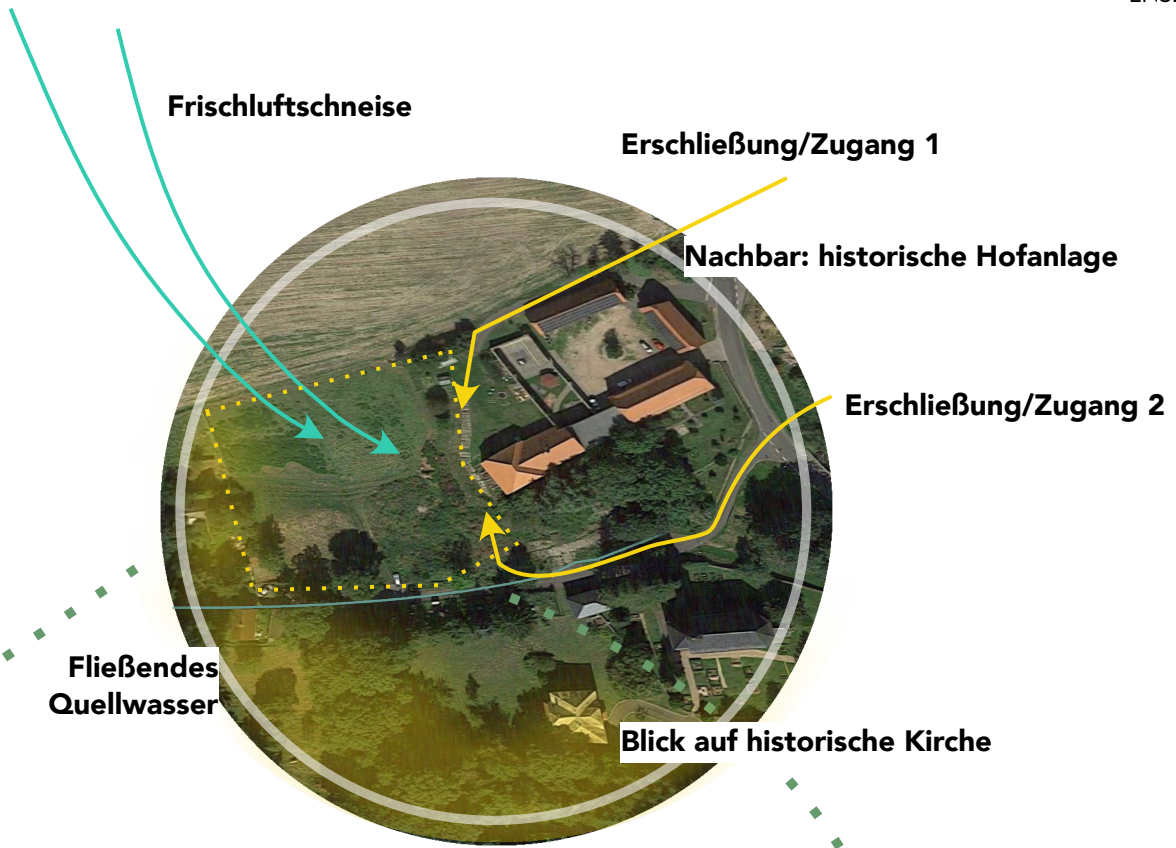 Frischluftschneise
Erschließung/Zugang 1
Nachbar: historische Hofanlage
Erschließung/Zugang 2
Fließendes
Quellwasser
Blick auf historische Kirche